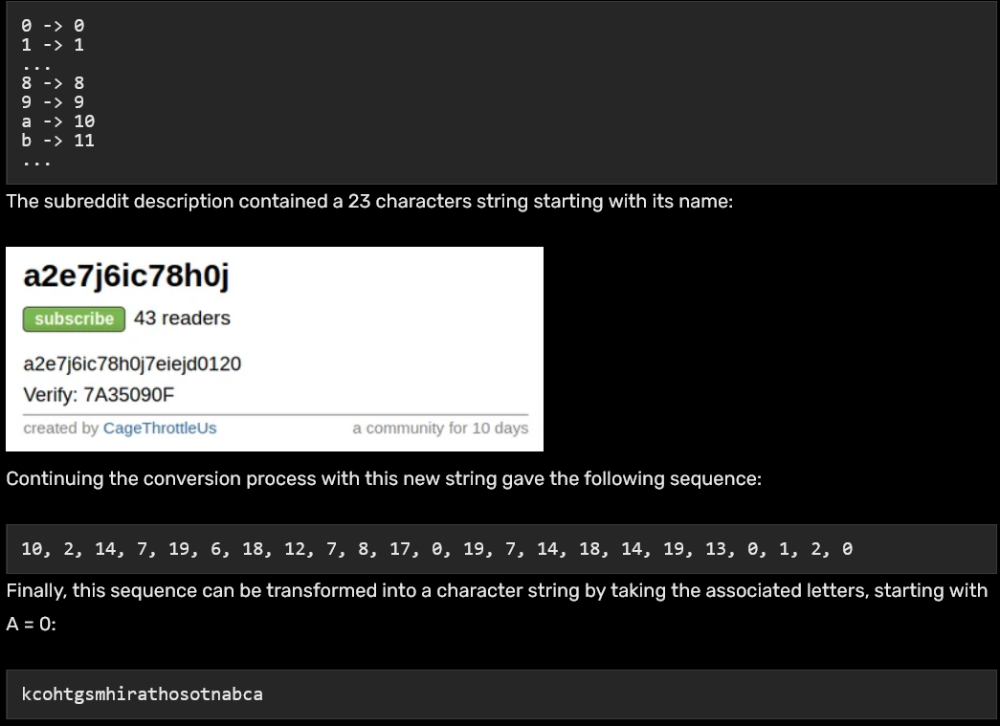 0 -> 0
1 -> 1
...
8 -> 8
9 -> 9
a -> 10
b -> 11
...
The subreddit description contained a 23 characters string starting with its name:
a2e7j6ic78h0j
subscribe 43 readers
a2e7j6ic78h0j7eiejd0120
Verify: 7A35090F
created by CageThrottleUs a community for 10 days
Continuing the conversion process with this new string gave the following sequence:
10, 2, 14, 7, 19, 6, 18, 12, 7, 8, 17, 0, 19, 7, 14, 18, 14, 19, 13, 0, 1, 2, 0
Finally, this sequence can be transformed into a character string by taking the associated letters, starting with
A = 0:
kcohtgsmhirathosotnabca